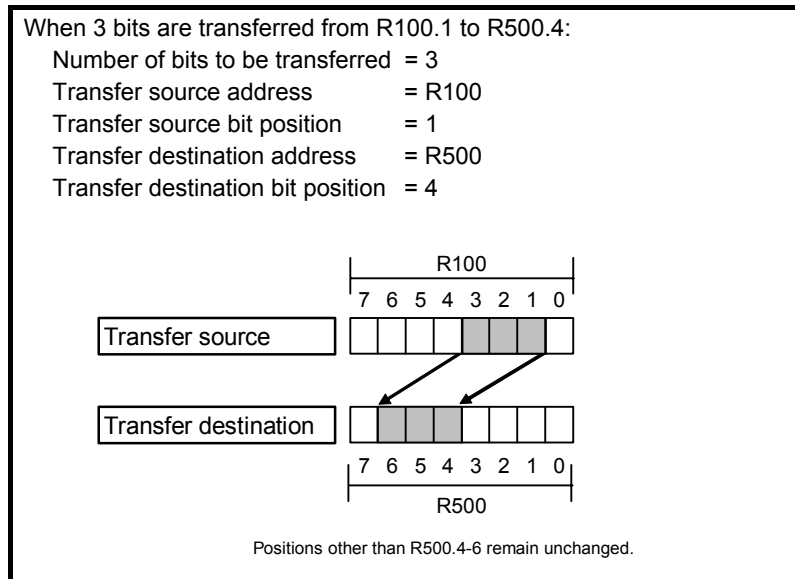 When 3 bits are transferred from R100.1 to R500.4:
Number of bits to be transferred = 3
Transfer source address = R100
Transfer source bit position = 1
Transfer destination address = R500
Transfer destination bit position = 4
R100
7 6 5 4 3 2 1 0
Transfer source
Transfer destination
7 6 5 4 3 2 1 0
R500
Positions other than R500.4-6 remain unchanged.